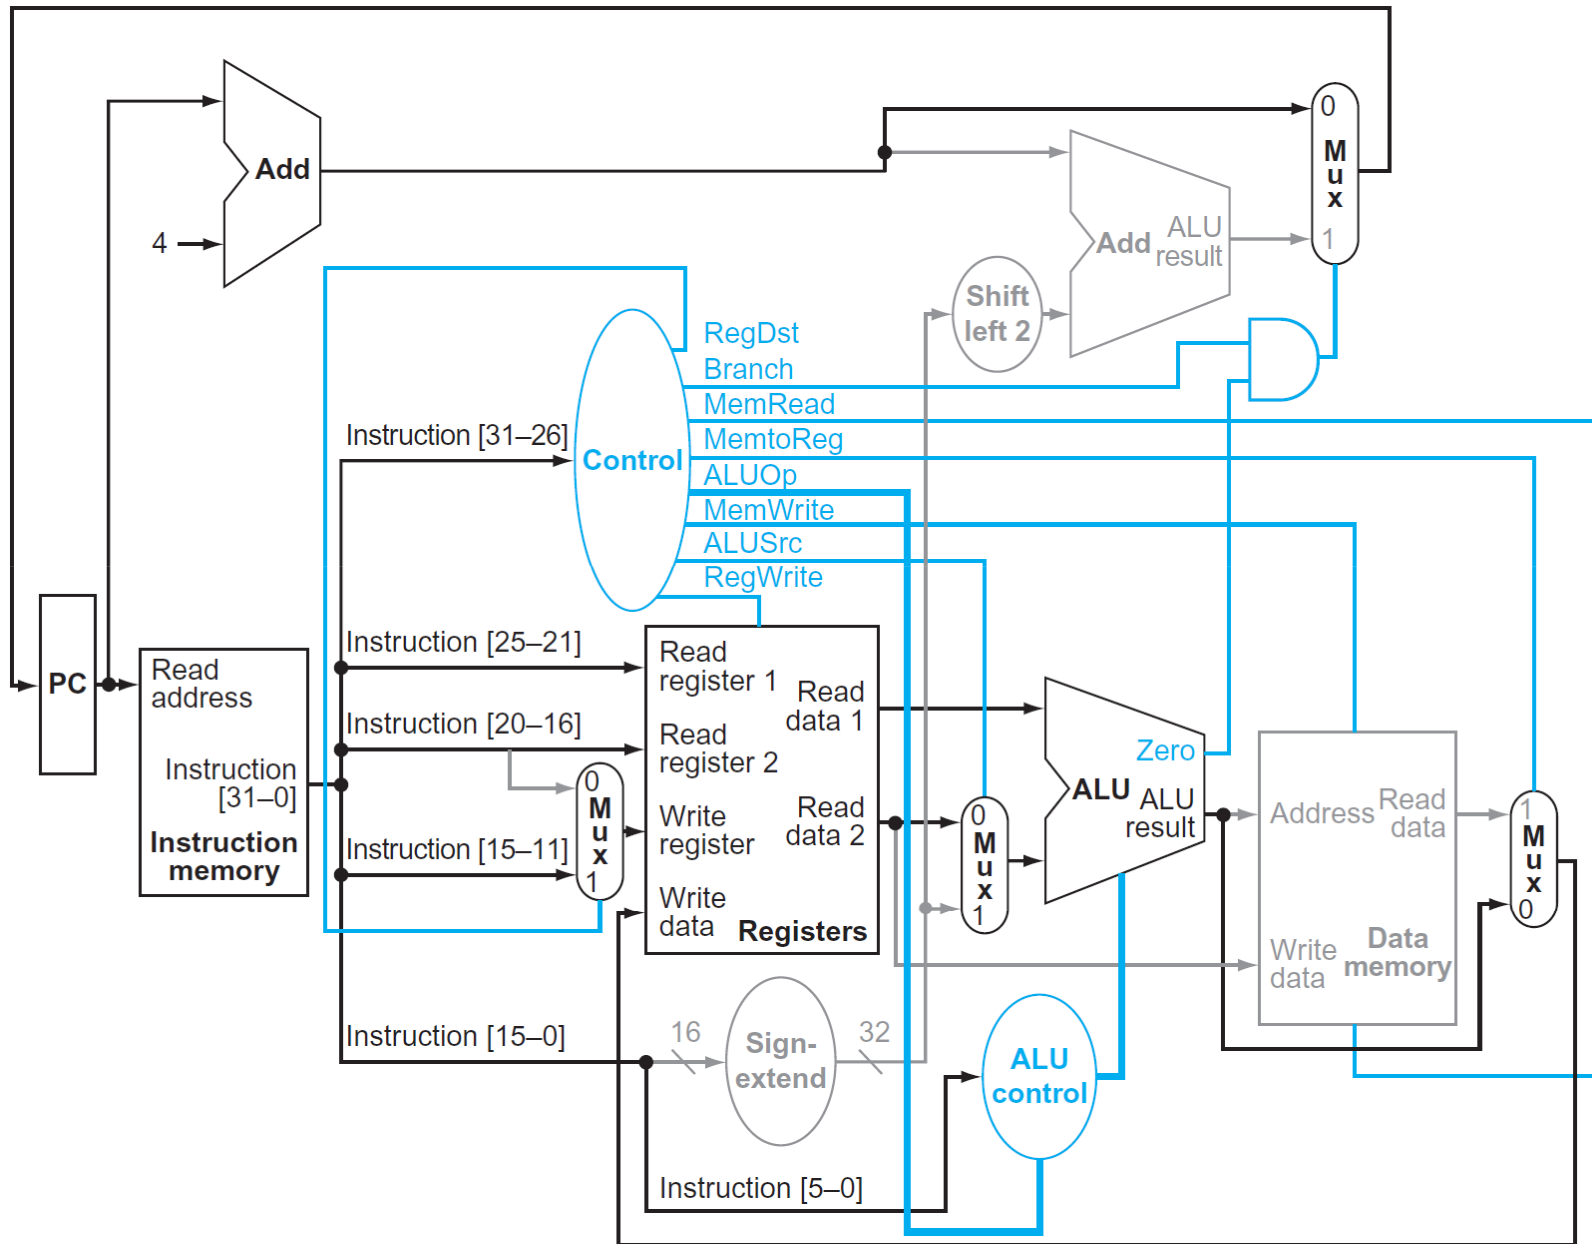 Add
4
0
M
u
x
1
Add
ALU
result
Shift
left 2
RegDst
Branch
MemRead
MemtoReg
ALUOp
MemWrite
ALUSrc
RegWrite
Control
Instruction [31–26]
Instruction [25–21]
Instruction [20–16]
Instruction [15–11]
Instruction [15–0]
Instruction [5–0]
PC
Read
address
Instruction
[31–0]
Instruction
memory
0
M
u
x
1
Read
register 1
Read
register 2
Write
register
Write
data
Read
data 1
Read
data 2
Registers
0
M
u
x
1
Zero
ALU
ALU
result
Address
Read
data
Write
data
Data
memory
1
M
u
x
0
16
Sign-
extend
32
ALU
control